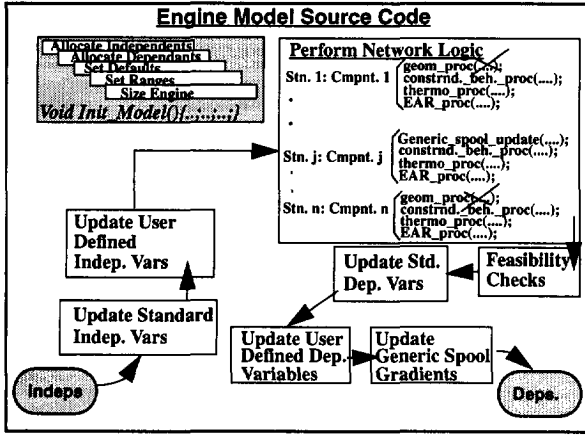 Engine Model Source Code
Allocate Independents
Allocate Dependants
Set Defaults
Set Ranges
Size Engine
Void Init_Model(){..;..;..;}
Perform Network Logic
Stn. 1: Cmpnt. 1
geom_proc(....);
constrnd._beh._proc(....);
thermo_proc(....);
EAR_proc(....);
Stn. j: Cmpnt. j
Generic_spool_update(....);
constrnd._beh._proc(....);
thermo_proc(....);
EAR_proc(....);
Stn. n: Cmpnt. n
geom_proc(....);
constrnd._beh._proc(....);
thermo_proc(....);
EAR_proc(....);
Update User
Defined
Indep. Vars
Update Standard
Indep. Vars
Indeps
Update Std.
Dep. Vars
Feasibility
Checks
Update User
Defined Dep.
Variables
Update
Generic Spool
Gradients
Deps.